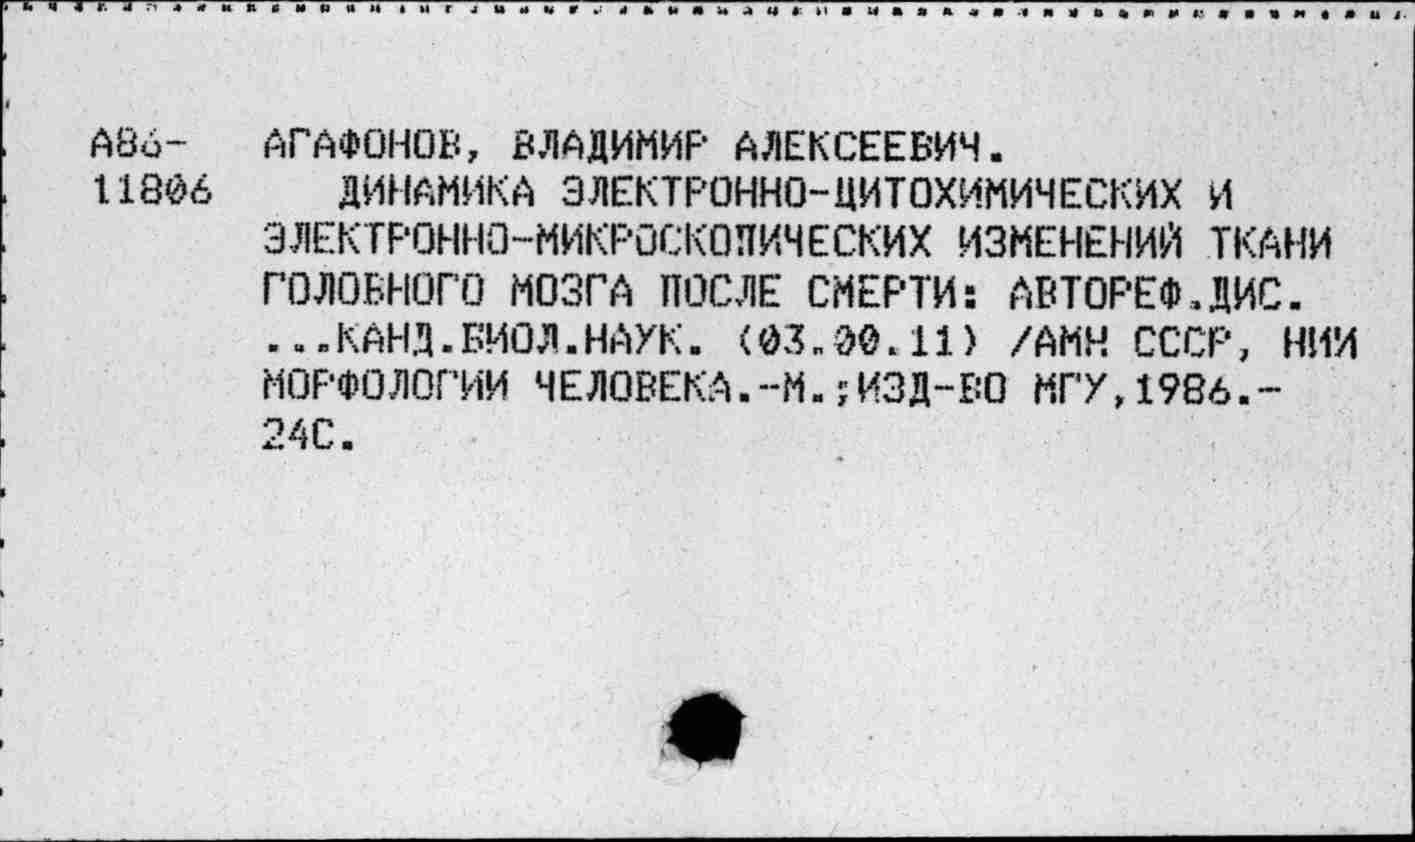 А86- АГАФОНОВ, ВЛАДИМИР АЛЕКСЕЕВИЧ.
11806 ДИНАМИКА ЭЛЕКТРОННО-ЦИТОХИМИЧЕСКИХ И
ЭЛЕКТРОННО-МИКРОСКОПИЧЕСКИХ ИЗМЕНЕНИЙ ТКАНИ
ГОЛОВНОГО МОЗГА ПОСЛЕ СМЕРТИ: АВТОРЕФ.ДИС.
...КАНД.БИОЛ.НАУК. (03.00.11) /АМН СССР, НИИ
МОРФОЛОГИИ ЧЕЛОВЕКА.-М.;ИЗД-ВО МГУ,1986.-
24С.